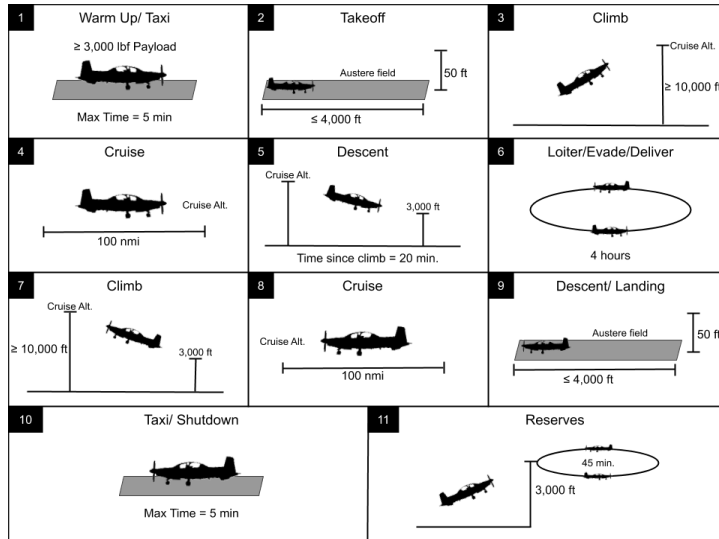 1
Warm Up/ Taxi
≥ 3,000 lbf Payload
Max Time = 5 min
2
Takeoff
Austere field
50 ft
≤ 4,000 ft
3
Climb
Cruise Alt.
≥ 10,000 ft
4
Cruise
Cruise Alt.
100 nmi
5
Descent
Cruise Alt.
3,000 ft
Time since climb = 20 min.
6
Loiter/Evade/Deliver
4 hours
7
Climb
Cruise Alt.
≥ 10,000 ft
3,000 ft
8
Cruise
Cruise Alt.
100 nmi
9
Descent/ Landing
Austere field
50 ft
≤ 4,000 ft
10
Taxi/ Shutdown
Max Time = 5 min
11
Reserves
45 min.
3,000 ft